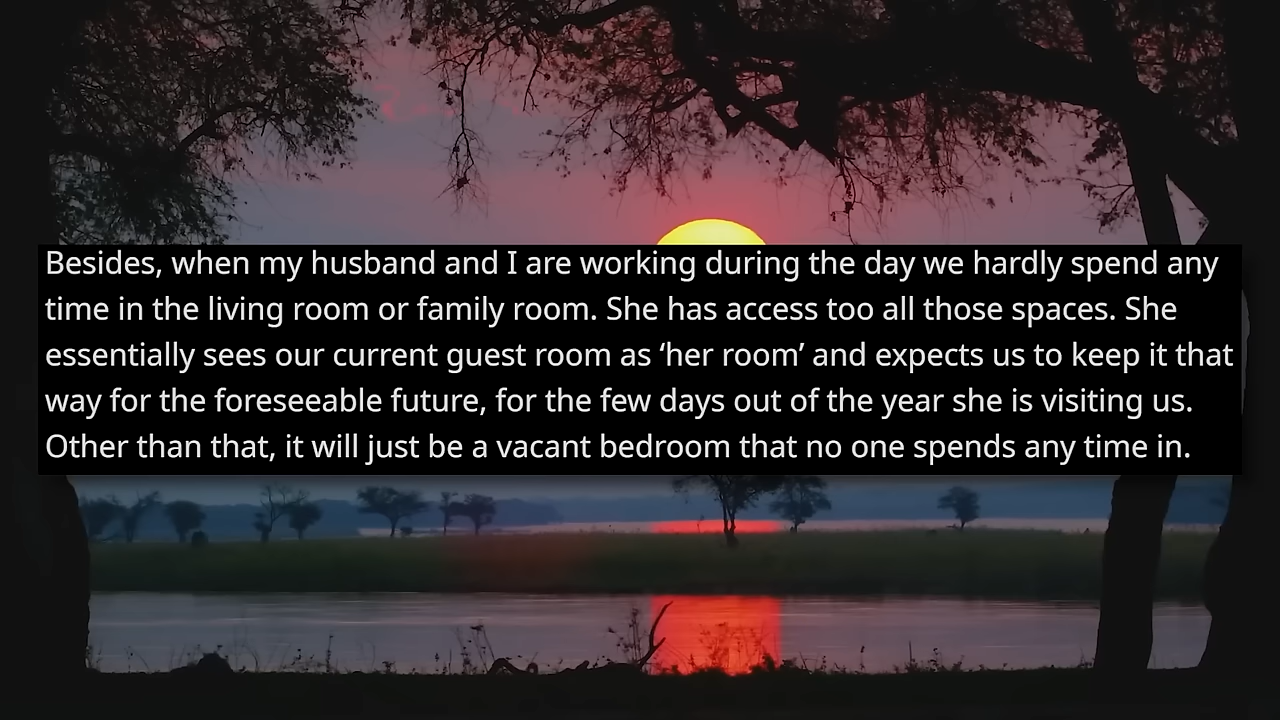 Besides, when my husband and I are working during the day we hardly spend any
time in the living room or family room. She has access too all those spaces. She
essentially sees our current guest room as ‘her room’ and expects us to keep it that
way for the foreseeable future, for the few days out of the year she is visiting us.
Other than that, it will just be a vacant bedroom that no one spends any time in.